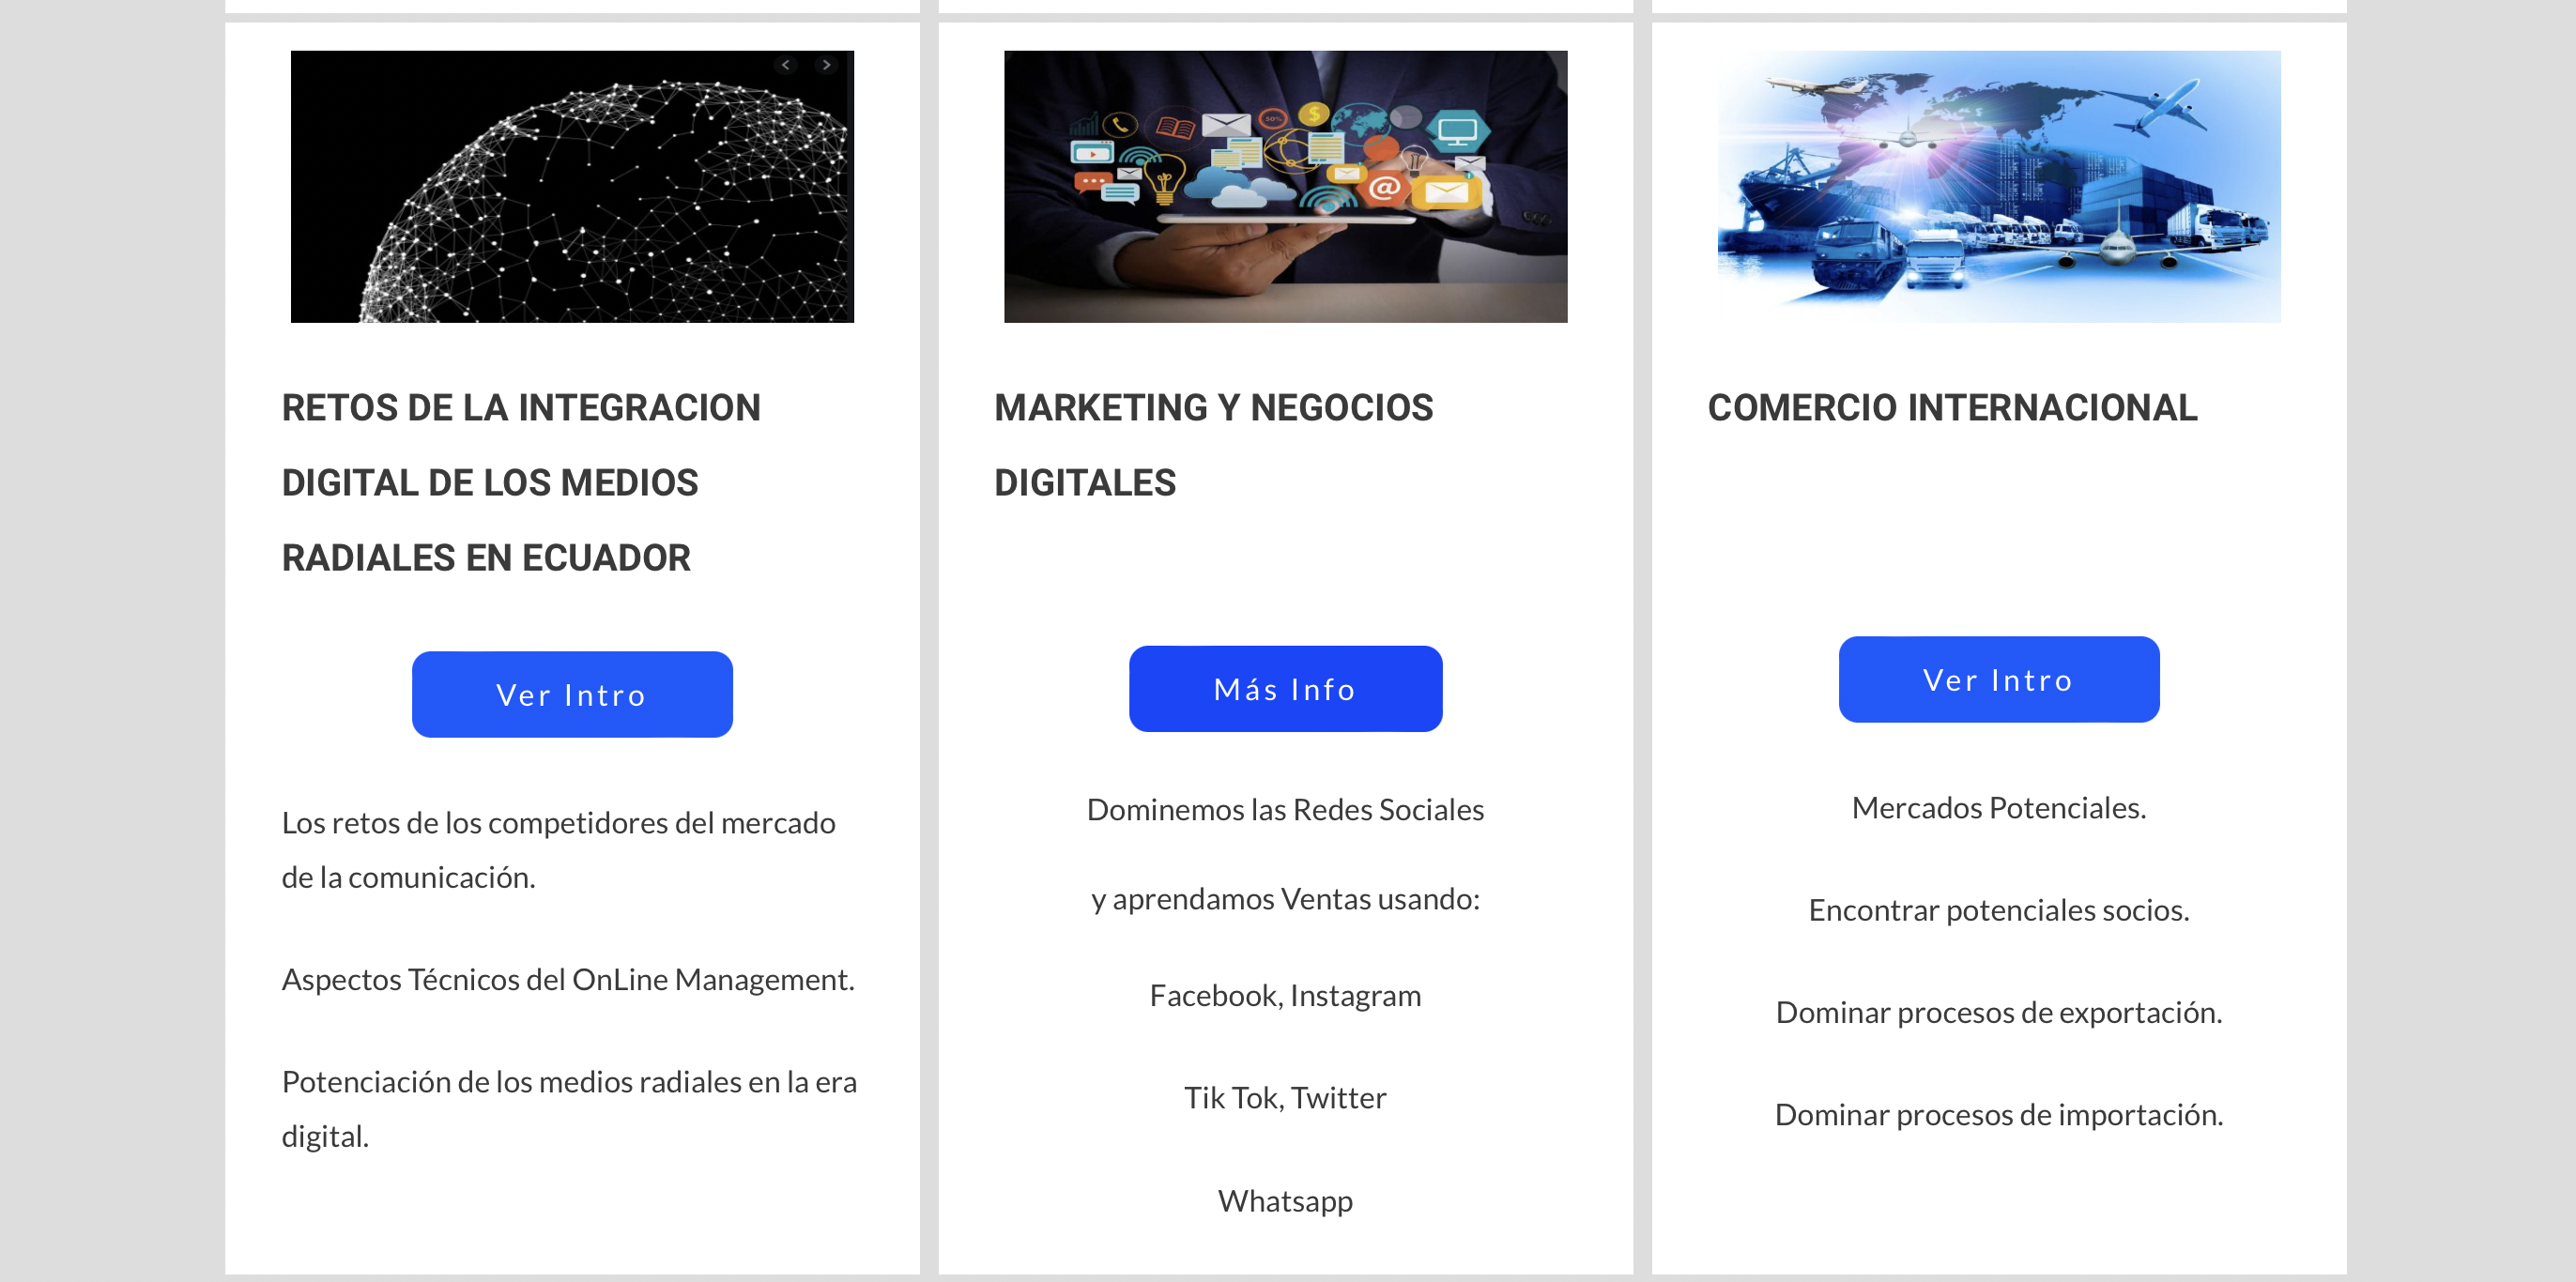 RETOS DE LA INTEGRACION
DIGITAL DE LOS MEDIOS
RADIALES EN ECUADOR
Ver Intro
Los retos de los competidores del mercado
de la comunicación.
Aspectos Técnicos del OnLine Management.
Potenciación de los medios radiales en la era
digital.
50%
$
@
MARKETING Y NEGOCIOS
DIGITALES
Más Info
Dominemos las Redes Sociales
y aprendamos Ventas usando:
Facebook, Instagram
Tik Tok, Twitter
Whatsapp
COMERCIO INTERNACIONAL
Ver Intro
Mercados Potenciales.
Encontrar potenciales socios.
Dominar procesos de exportación.
Dominar procesos de importación.